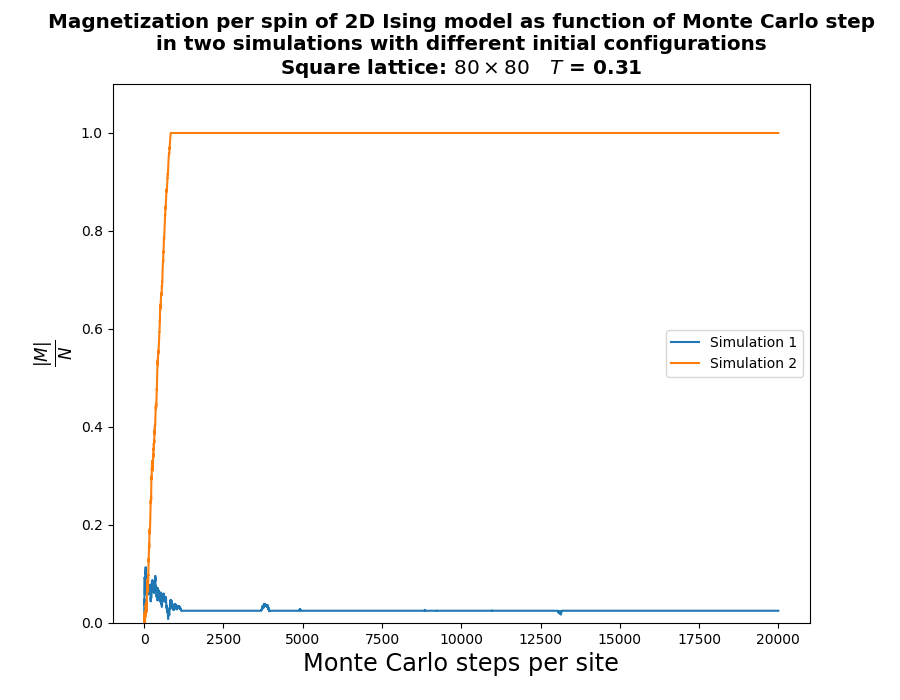 Magnetization per spin of 2D Ising model as function of Monte Carlo step
in two simulations with different initial configurations
Square lattice: 80 × 80 T = 0.31
1.0
0.8
0.6
0.4
0.2
0.0
|M|
N
Simulation 1
Simulation 2
0 2500 5000 7500 10000 12500 15000 17500 20000
Monte Carlo steps per site